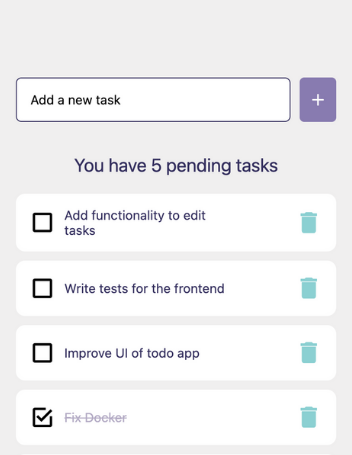 Add a new task
+
You have 5 pending tasks
Add functionality to edit
tasks
Write tests for the frontend
Improve UI of todo app
Fix Docker